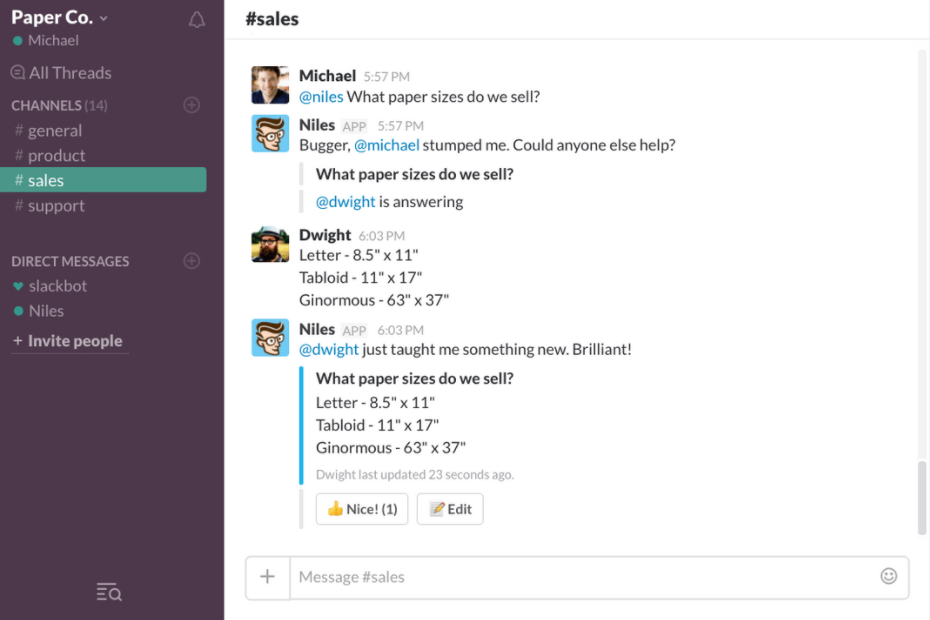 Paper Co.
Michael
All Threads
CHANNELS (14)
# general
# product
# sales
# support
DIRECT MESSAGES
slackbot
Niles
+ Invite people
#sales
Michael 5:57 PM
@niles What paper sizes do we sell?
Niles APP 5:57 PM
Bugger, @michael stumped me. Could anyone else help?
What paper sizes do we sell?
@dwight is answering
Dwight 6:03 PM
Letter - 8.5" x 11"
Tabloid - 11" x 17"
Ginormous - 63" x 37"
Niles APP 6:03 PM
@dwight just taught me something new. Brilliant!
What paper sizes do we sell?
Letter - 8.5" x 11"
Tabloid - 11" x 17"
Ginormous - 63" x 37"
Dwight last updated 23 seconds ago.
👍 Nice! (1) 📝 Edit
+ Message #sales